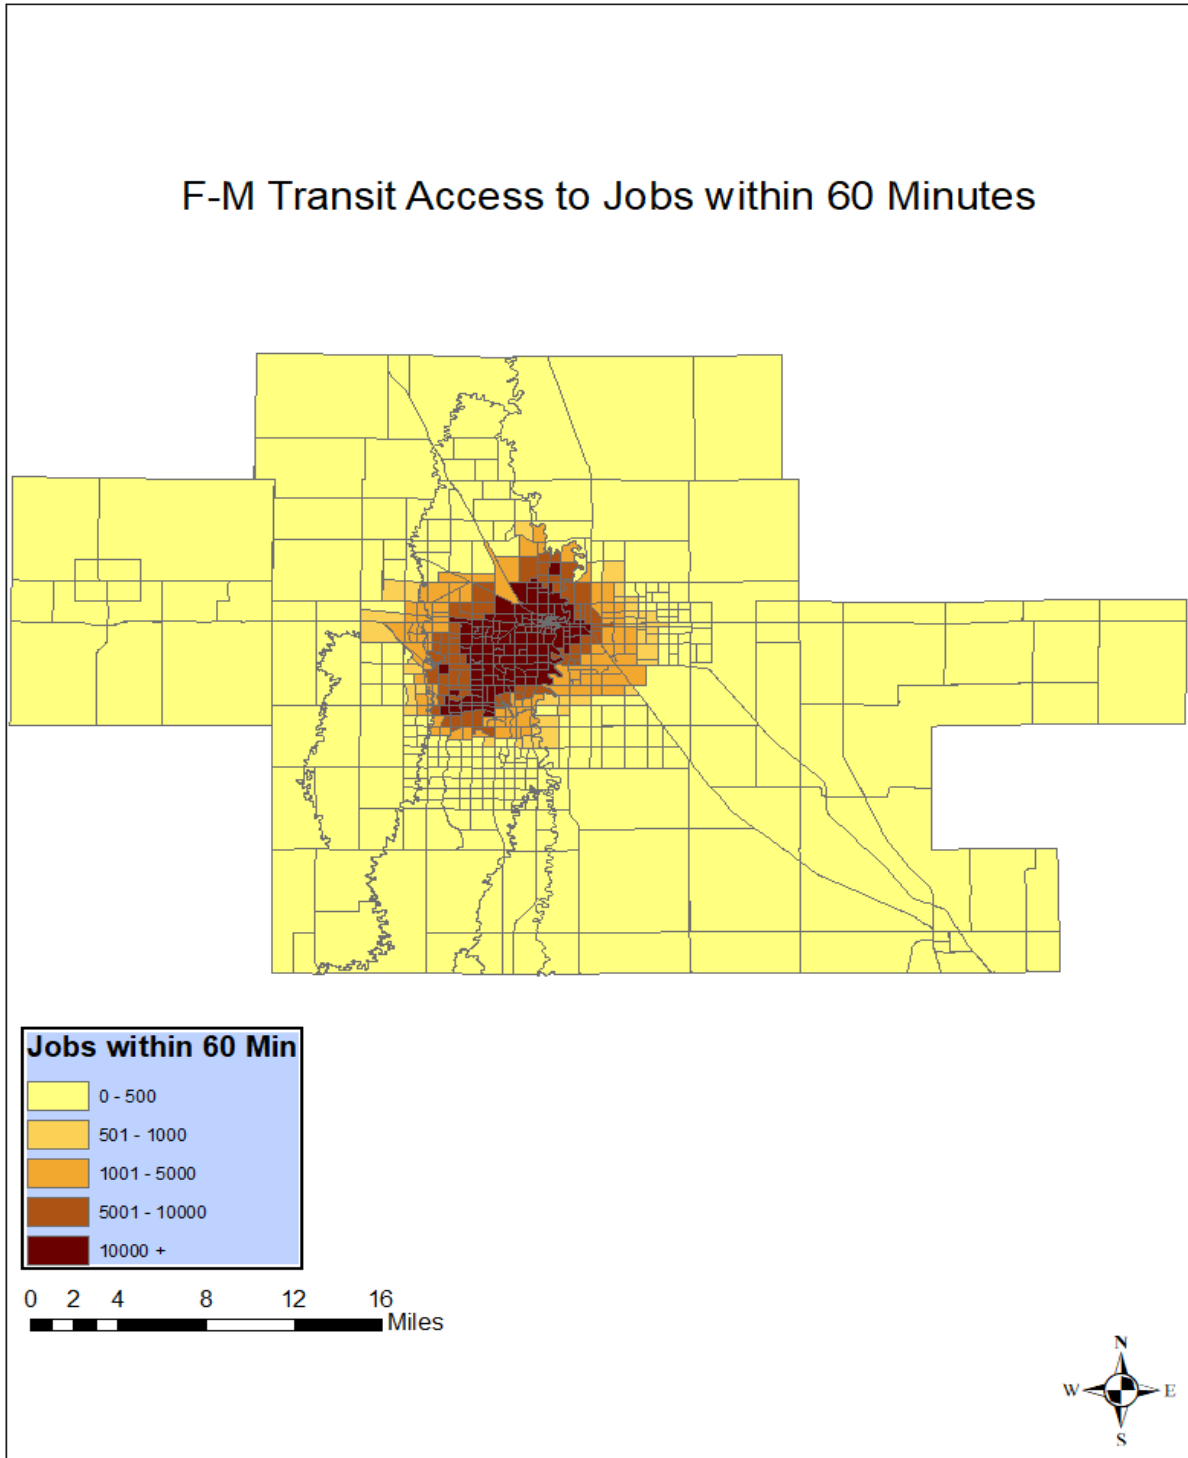 F-M Transit Access to Jobs within 60 Minutes
Jobs within 60 Min
0 - 500
501 - 1000
1001 - 5000
5001 - 10000
10000 +
0 2 4 8 12 16
Miles
N
W E
S